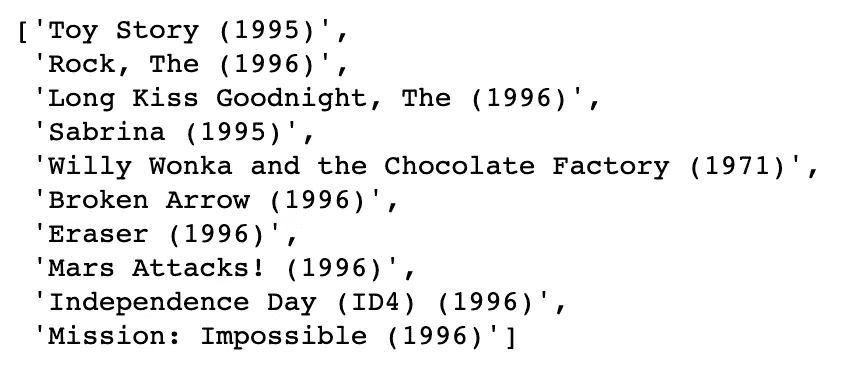 ['Toy Story (1995)',
'Rock, The (1996)',
'Long Kiss Goodnight, The (1996)',
'Sabrina (1995)',
'Willy Wonka and the Chocolate Factory (1971)',
'Broken Arrow (1996)',
'Eraser (1996)',
'Mars Attacks! (1996)',
'Independence Day (ID4) (1996)',
'Mission: Impossible (1996)']